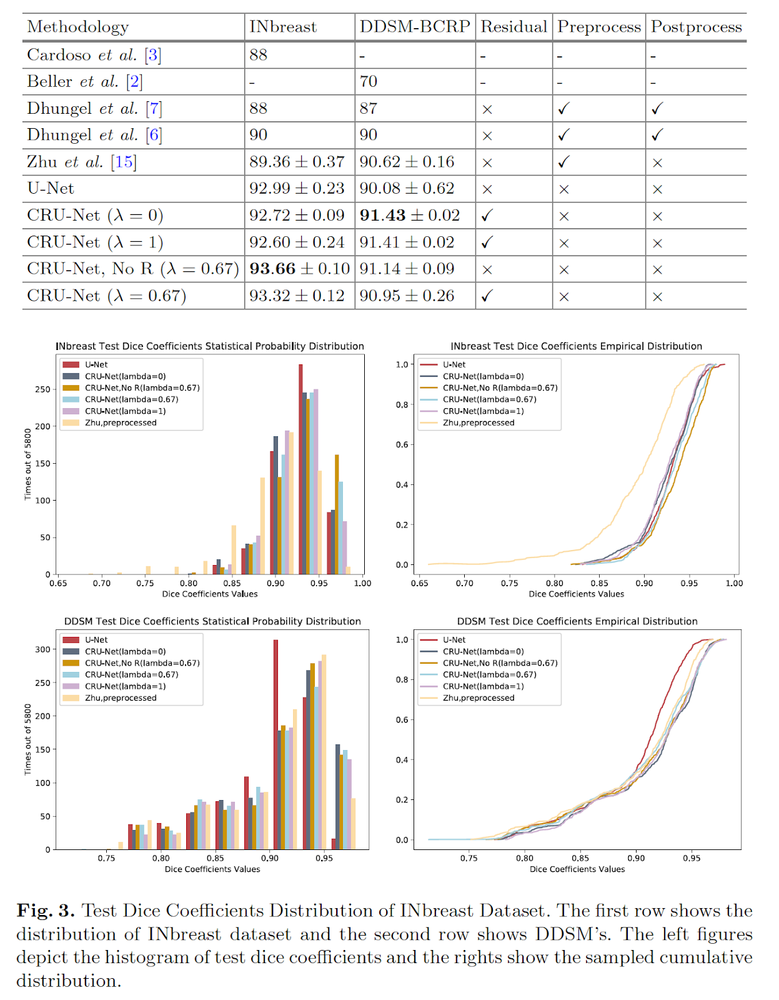 Methodology INbreast DDSM-BCRP Residual Preprocess Postprocess
Cardoso et al. [3] 88 - - - -
Beller et al. [2] - 70 - - -
Dhungel et al. [7] 88 87 × ✓ ✓
Dhungel et al. [6] 90 90 × ✓ ✓
Zhu et al. [15] 89.36 ± 0.37 90.62 ± 0.16 × ✓ ×
U-Net 92.99 ± 0.23 90.08 ± 0.62 × × ×
CRU-Net (λ = 0) 92.72 ± 0.09 91.43 ± 0.02 ✓ × ×
CRU-Net (λ = 1) 92.60 ± 0.24 91.41 ± 0.02 ✓ × ×
CRU-Net, No R (λ = 0.67) 93.66 ± 0.10 91.14 ± 0.09 × × ×
CRU-Net (λ = 0.67) 93.32 ± 0.12 90.95 ± 0.26 ✓ × ×
INbreast Test Dice Coefficients Statistical Probability Distribution
U-Net
CRU-Net(lambda=0)
CRU-Net,No R(lambda=0.67)
CRU-Net(lambda=0.67)
CRU-Net(lambda=1)
Zhu,preprocessed
Times out of 5800
250
200
150
100
50
0
0.65 0.70 0.75 0.80 0.85 0.90 0.95 1.00
Dice Coefficients Values
INbreast Test Dice Coefficients Empirical Distribution
U-Net
CRU-Net(lambda=0)
CRU-Net,No R(lambda=0.67)
CRU-Net(lambda=0.67)
CRU-Net(lambda=1)
Zhu,preprocessed
1.0
0.8
0.6
0.4
0.2
0.0
0.65 0.70 0.75 0.80 0.85 0.90 0.95 1.00
Dice Coefficients Values
DDSM Test Dice Coefficients Statistical Probability Distribution
U-Net
CRU-Net(lambda=0)
CRU-Net,No R(lambda=0.67)
CRU-Net(lambda=0.67)
CRU-Net(lambda=1)
Zhu,preprocessed
Times out of 5800
300
250
200
150
100
50
0
0.75 0.80 0.85 0.90 0.95
Dice Coefficients Values
DDSM Test Dice Coefficients Empirical Distribution
U-Net
CRU-Net(lambda=0)
CRU-Net,No R(lambda=0.67)
CRU-Net(lambda=0.67)
CRU-Net(lambda=1)
Zhu,preprocessed
1.0
0.8
0.6
0.4
0.2
0.0
0.75 0.80 0.85 0.90 0.95
Dice Coefficients Values
Fig. 3. Test Dice Coefficients Distribution of INbreast Dataset. The first row shows the
distribution of INbreast dataset and the second row shows DDSM's. The left figures
depict the histogram of test dice coefficients and the rights show the sampled cumulative
distribution.